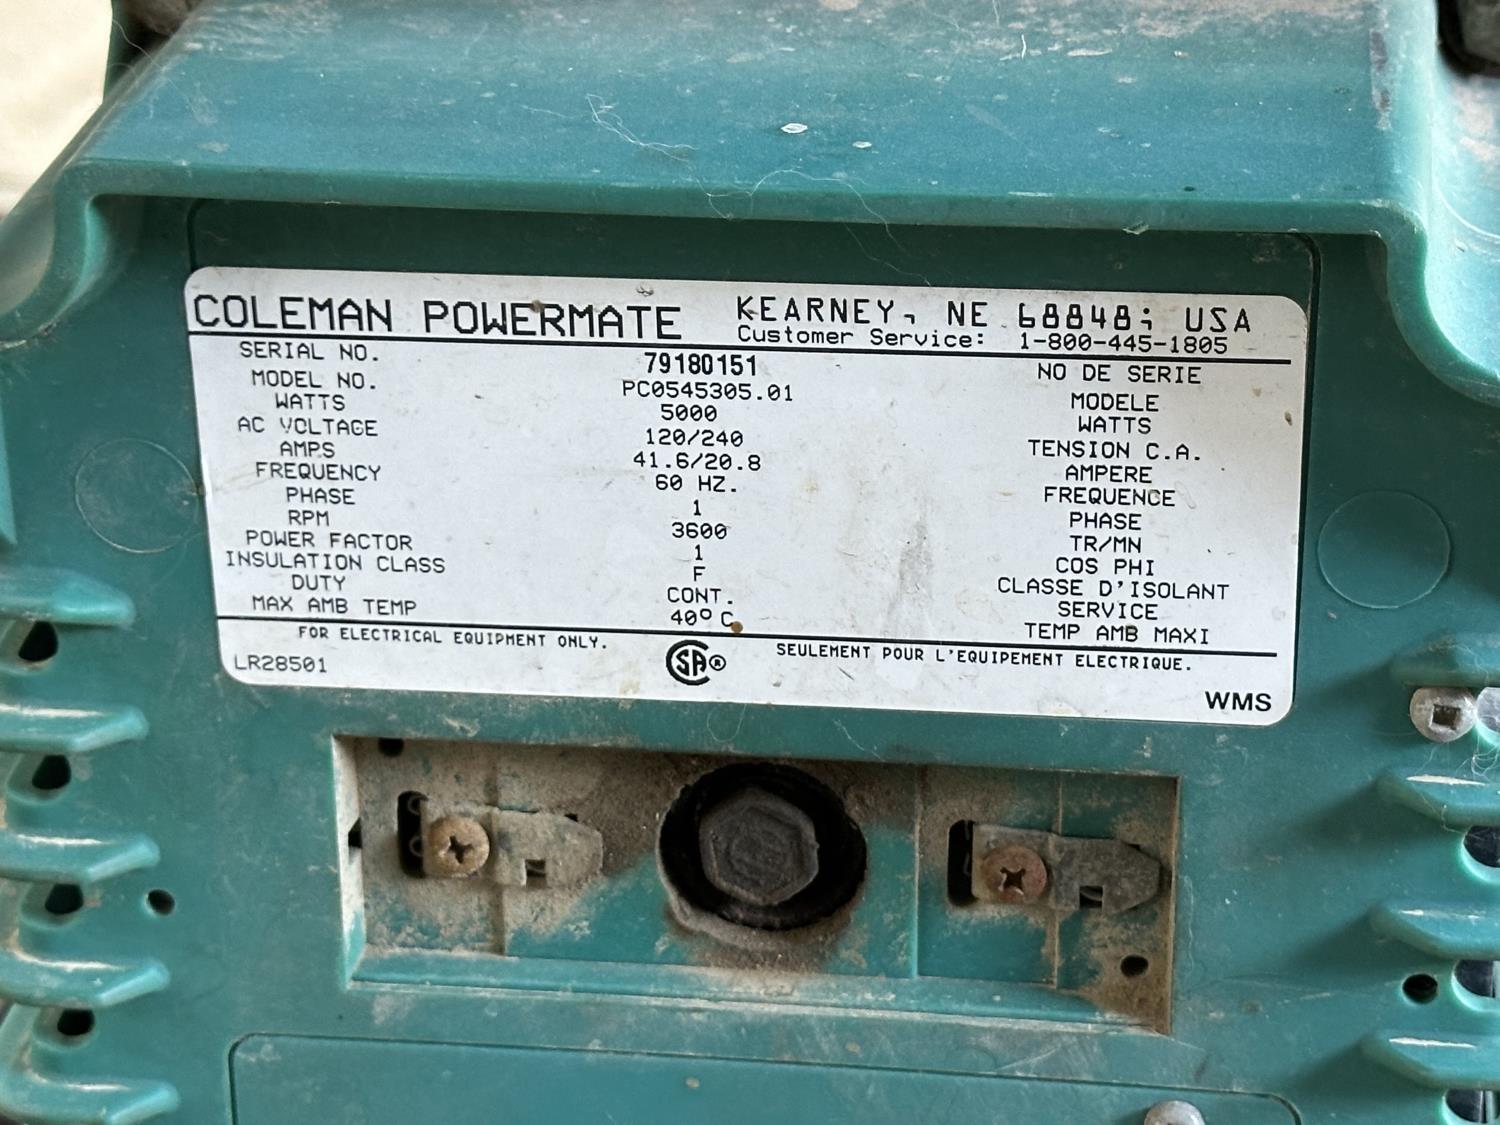 COLEMAN POWERMATE KEARNEY, NE 68848; USA
Customer Service: 1-800-445-1805
SERIAL NO. 79180151 NO DE SERIE
MODEL NO. PC0545305.01 MODELE
WATTS 5000 WATTS
AC VOLTAGE 120/240 TENSION C.A.
AMPS 41.6/20.8 AMPERE
FREQUENCY 60 HZ. FREQUENCE
PHASE 1 PHASE
RPM 3600 TR/MN
POWER FACTOR 1 COS PHI
INSULATION CLASS F CLASSE D'ISOLANT
DUTY CONT. SERVICE
MAX AMB TEMP 40° C TEMP AMB MAXI
FOR ELECTRICAL EQUIPMENT ONLY. SA® SEULEMENT POUR L'EQUIPEMENT ELECTRIQUE.
LR28501
WMS